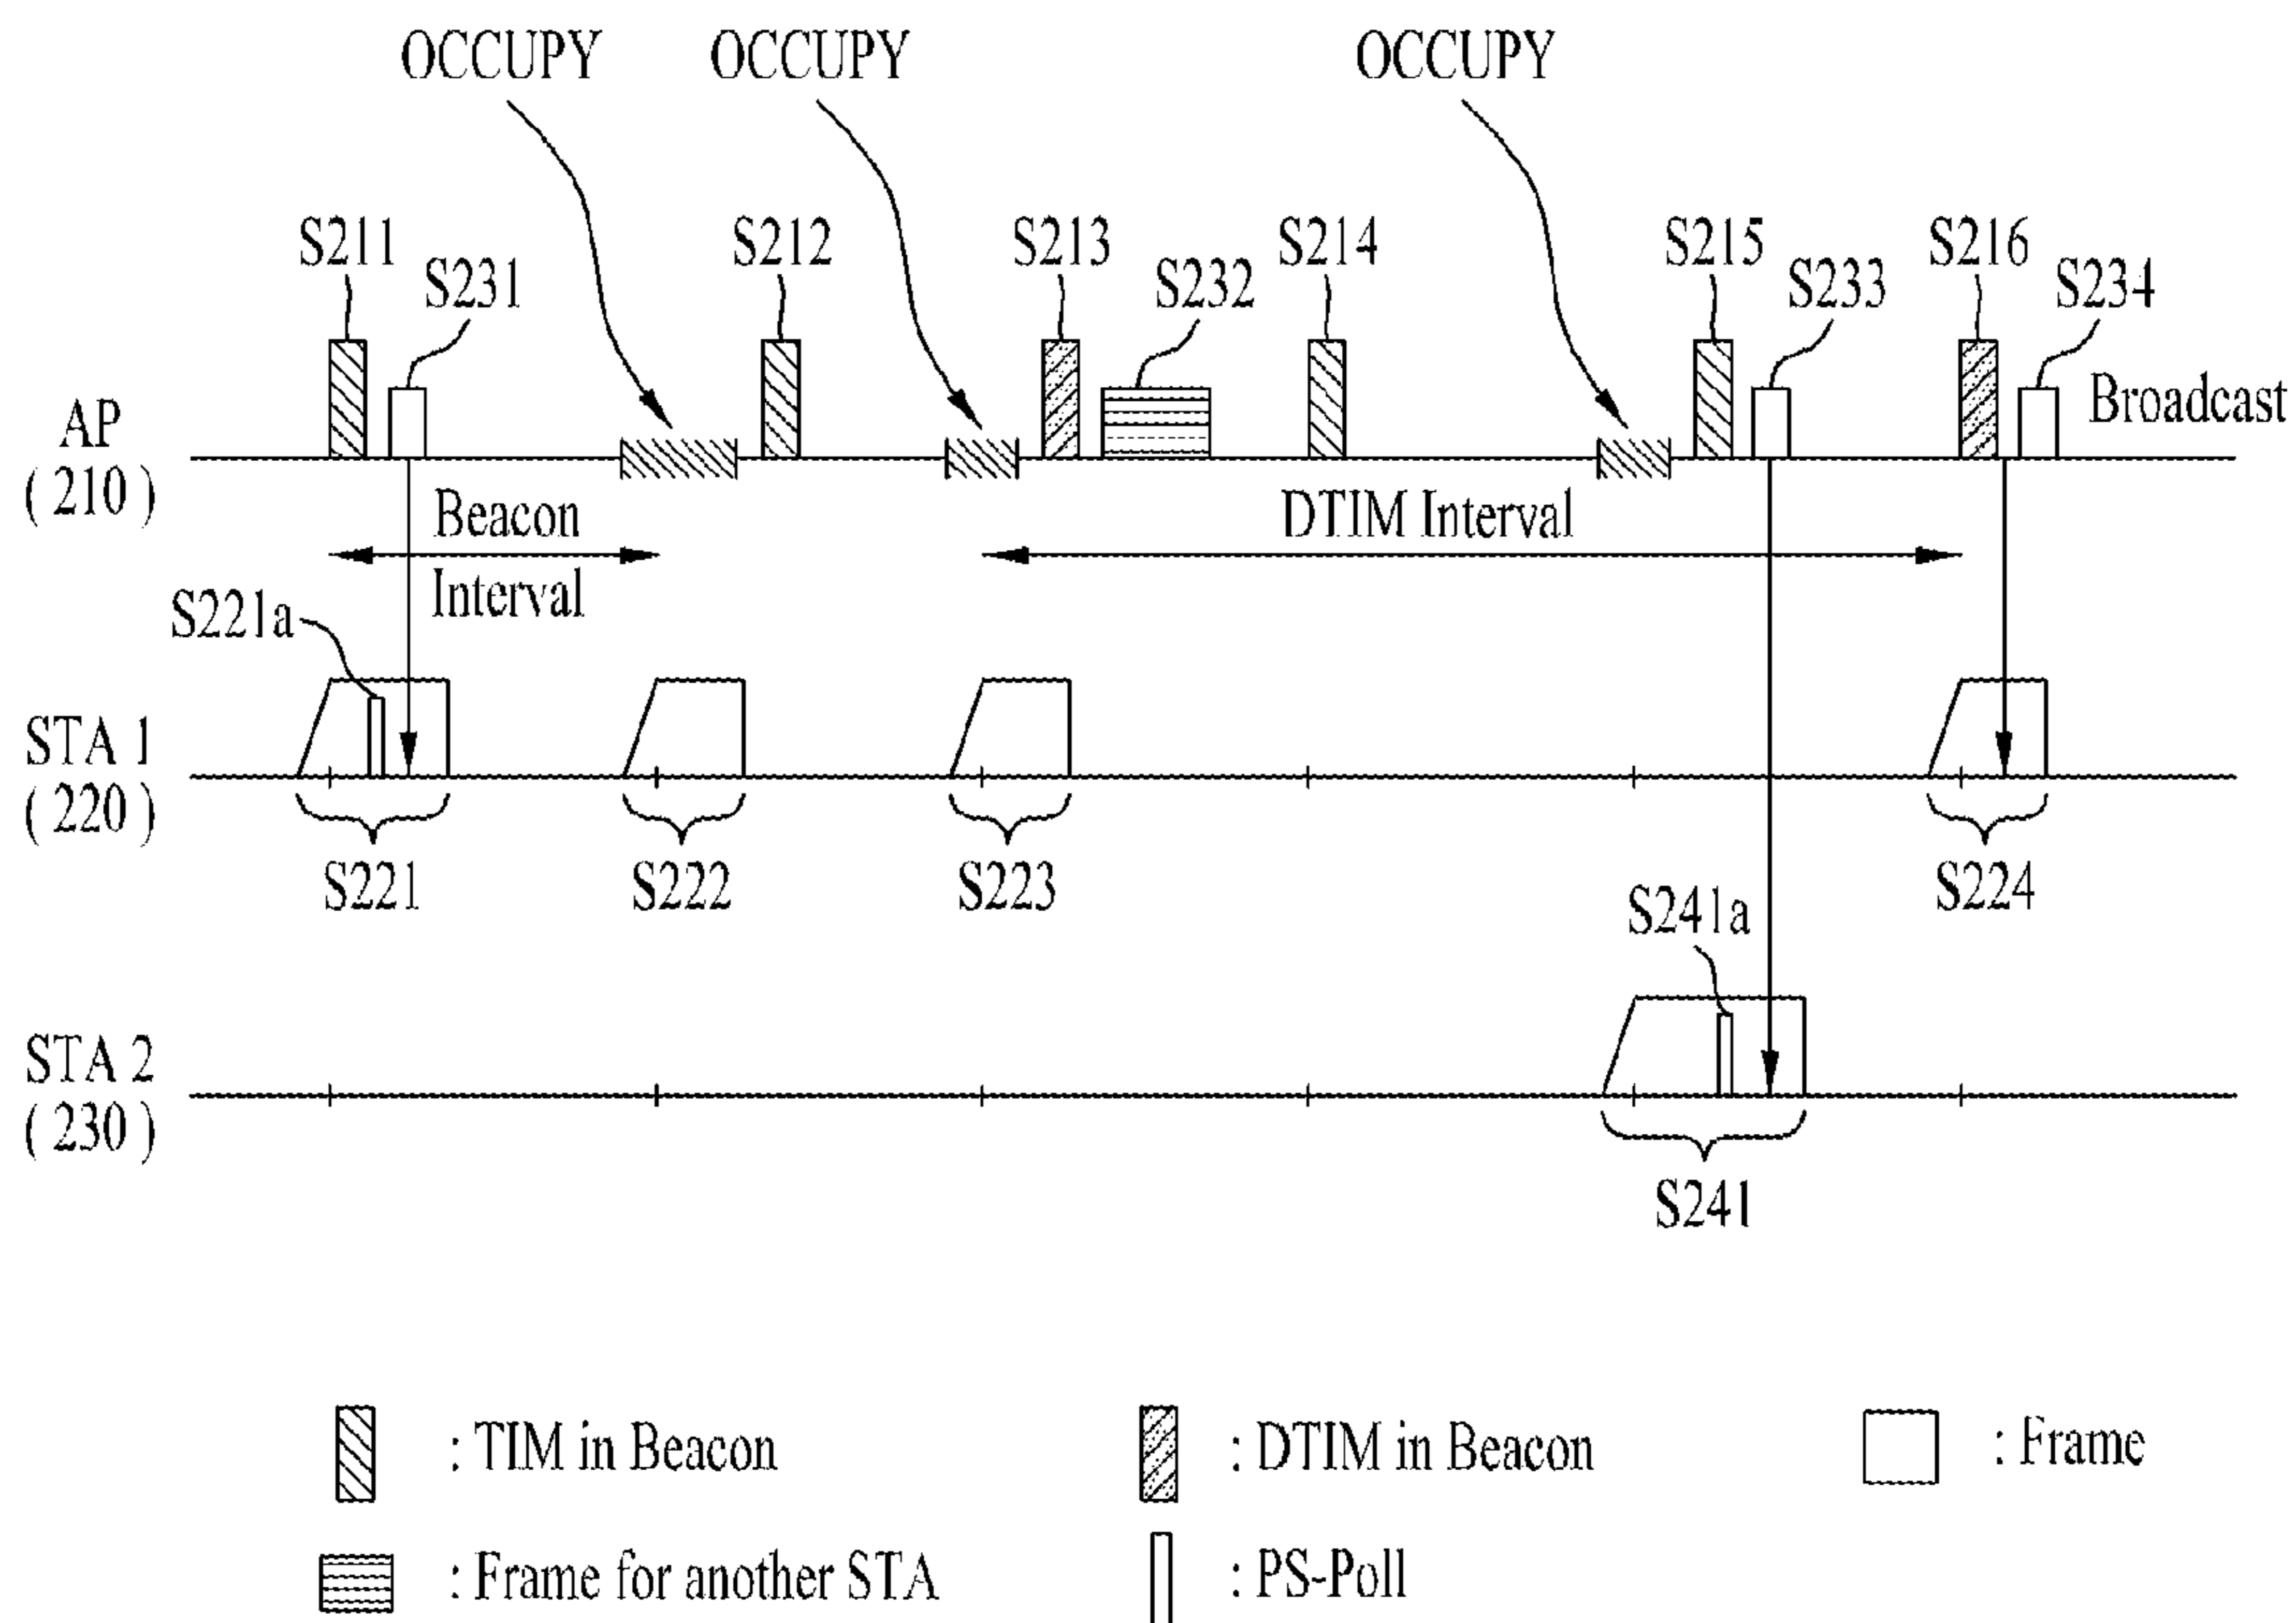 OCCUPY
OCCUPY
OCCUPY
S211
S231
S212
S213
S232
S214
S215
S233
S216
S234
Broadcast
AP
( 210 )
Beacon
Interval
DTIM Interval
S221a
STA 1
( 220 )
S221
S222
S223
S224
S241a
STA 2
( 230 )
S241
: TIM in Beacon
: DTIM in Beacon
: Frame
: Frame for another STA
: PS-Poll